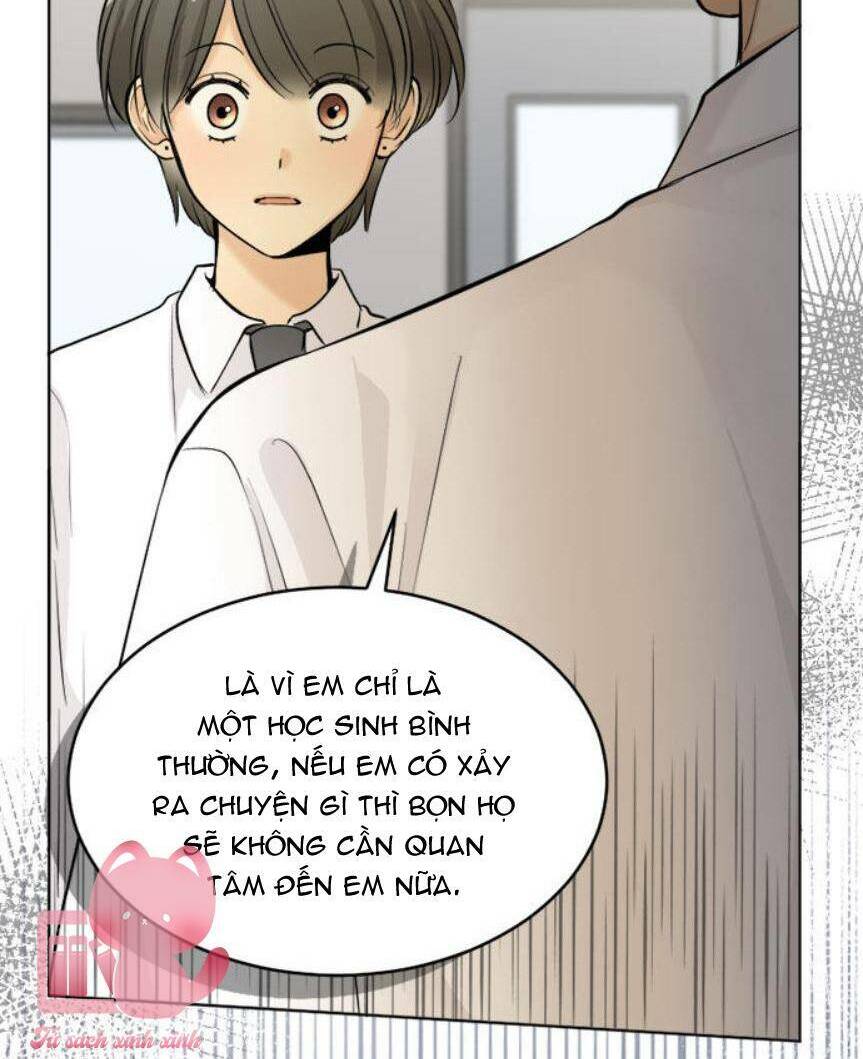 LÀ VÌ EM CHỈ LÀ
MỘT HỌC SINH BÌNH
THƯỜNG, NẾU EM CÓ XẢY
RA CHUYỆN GÌ THÌ BỌN HỌ
SẼ KHÔNG CẦN QUAN
TÂM ĐẾN EM NỮA.
Tủ sách xinh xinh